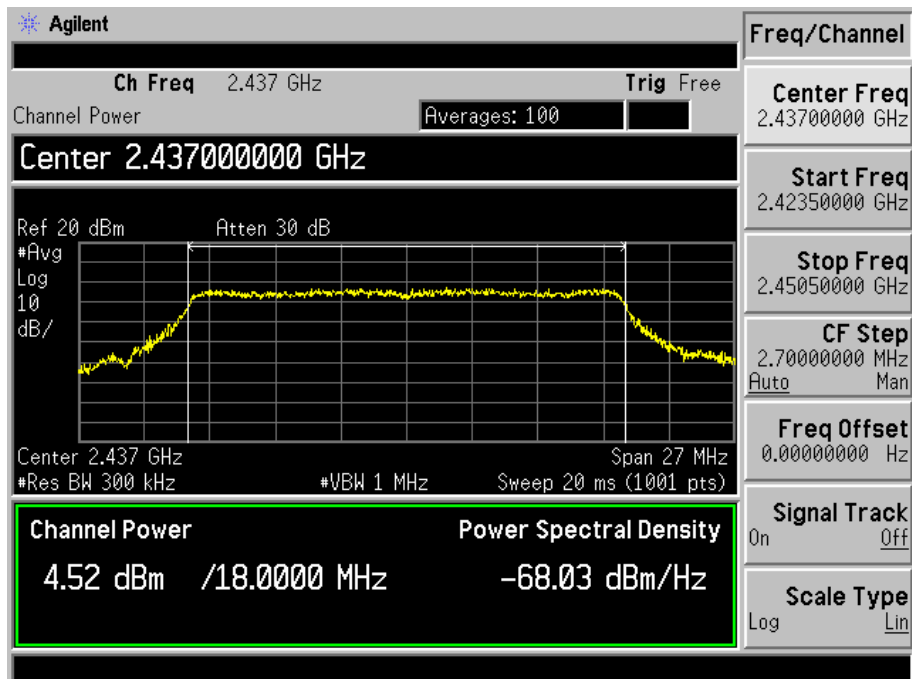 Agilent
Freq/Channel
Ch Freq 2.437 GHz Trig Free
Channel Power Averages: 100
Center 2.437000000 GHz
Ref 20 dBm Atten 30 dB
#Avg
Log
10
dB/
Center 2.437 GHz Span 27 MHz
#Res BW 300 kHz #VBW 1 MHz Sweep 20 ms (1001 pts)
Channel Power Power Spectral Density
4.52 dBm /18.0000 MHz -68.03 dBm/Hz
Center Freq
2.43700000 GHz
Start Freq
2.42350000 GHz
Stop Freq
2.45050000 GHz
CF Step
2.70000000 MHz
Auto Man
Freq Offset
0.00000000 Hz
Signal Track
On Off
Scale Type
Log Lin